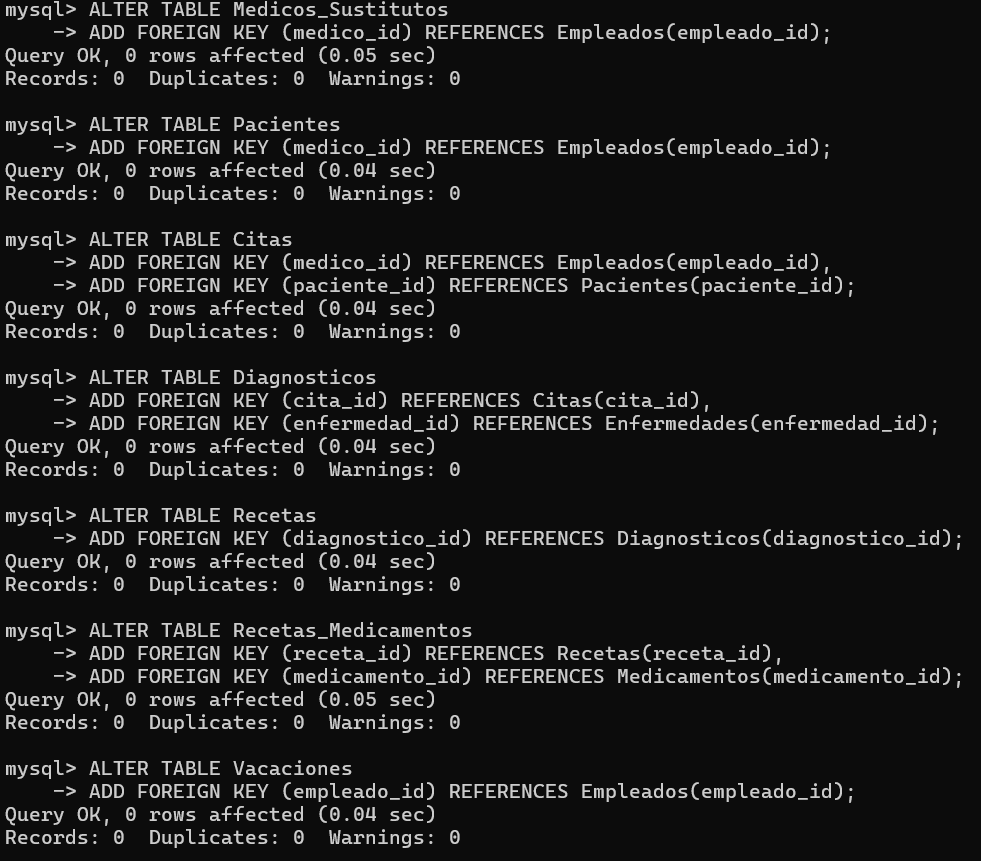 mysql> ALTER TABLE Medicos_Sustitutos
    -> ADD FOREIGN KEY (medico_id) REFERENCES Empleados(empleado_id);
Query OK, 0 rows affected (0.05 sec)
Records: 0  Duplicates: 0  Warnings: 0

mysql> ALTER TABLE Pacientes
    -> ADD FOREIGN KEY (medico_id) REFERENCES Empleados(empleado_id);
Query OK, 0 rows affected (0.04 sec)
Records: 0  Duplicates: 0  Warnings: 0

mysql> ALTER TABLE Citas
    -> ADD FOREIGN KEY (medico_id) REFERENCES Empleados(empleado_id),
    -> ADD FOREIGN KEY (paciente_id) REFERENCES Pacientes(paciente_id);
Query OK, 0 rows affected (0.04 sec)
Records: 0  Duplicates: 0  Warnings: 0

mysql> ALTER TABLE Diagnosticos
    -> ADD FOREIGN KEY (cita_id) REFERENCES Citas(cita_id),
    -> ADD FOREIGN KEY (enfermedad_id) REFERENCES Enfermedades(enfermedad_id);
Query OK, 0 rows affected (0.04 sec)
Records: 0  Duplicates: 0  Warnings: 0

mysql> ALTER TABLE Recetas
    -> ADD FOREIGN KEY (diagnostico_id) REFERENCES Diagnosticos(diagnostico_id);
Query OK, 0 rows affected (0.04 sec)
Records: 0  Duplicates: 0  Warnings: 0

mysql> ALTER TABLE Recetas_Medicamentos
    -> ADD FOREIGN KEY (receta_id) REFERENCES Recetas(receta_id),
    -> ADD FOREIGN KEY (medicamento_id) REFERENCES Medicamentos(medicamento_id);
Query OK, 0 rows affected (0.05 sec)
Records: 0  Duplicates: 0  Warnings: 0

mysql> ALTER TABLE Vacaciones
    -> ADD FOREIGN KEY (empleado_id) REFERENCES Empleados(empleado_id);
Query OK, 0 rows affected (0.04 sec)
Records: 0  Duplicates: 0  Warnings: 0